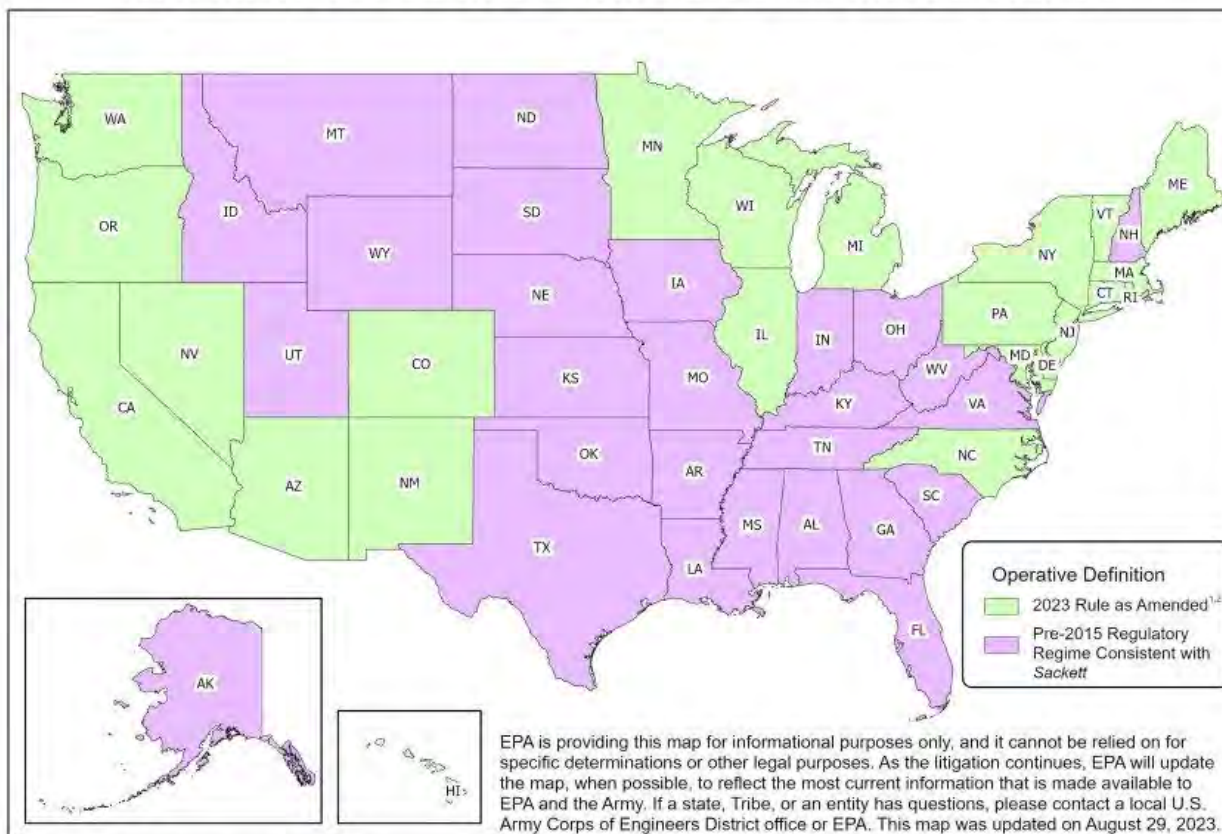 WA
MT
ND
MN
ME
OR
ID
SD
WI
VT
NH
NY
WY
MI
MA
IA
CT
RI
NE
PA
NV
UT
CO
IL
IN
OH
NJ
MD
DE
CA
KS
MO
WV
VA
KY
AZ
NM
OK
AR
TN
NC
SC
MS
AL
GA
TX
LA
FL
AK
HI
Operative Definition
2023 Rule as Amended1,2
Pre-2015 Regulatory
Regime Consistent with
Sackett
EPA is providing this map for informational purposes only, and it cannot be relied on for
specific determinations or other legal purposes. As the litigation continues, EPA will update
the map, when possible, to reflect the most current information that is made available to
EPA and the Army. If a state, Tribe, or an entity has questions, please contact a local U.S.
Army Corps of Engineers District office or EPA. This map was updated on August 29, 2023.